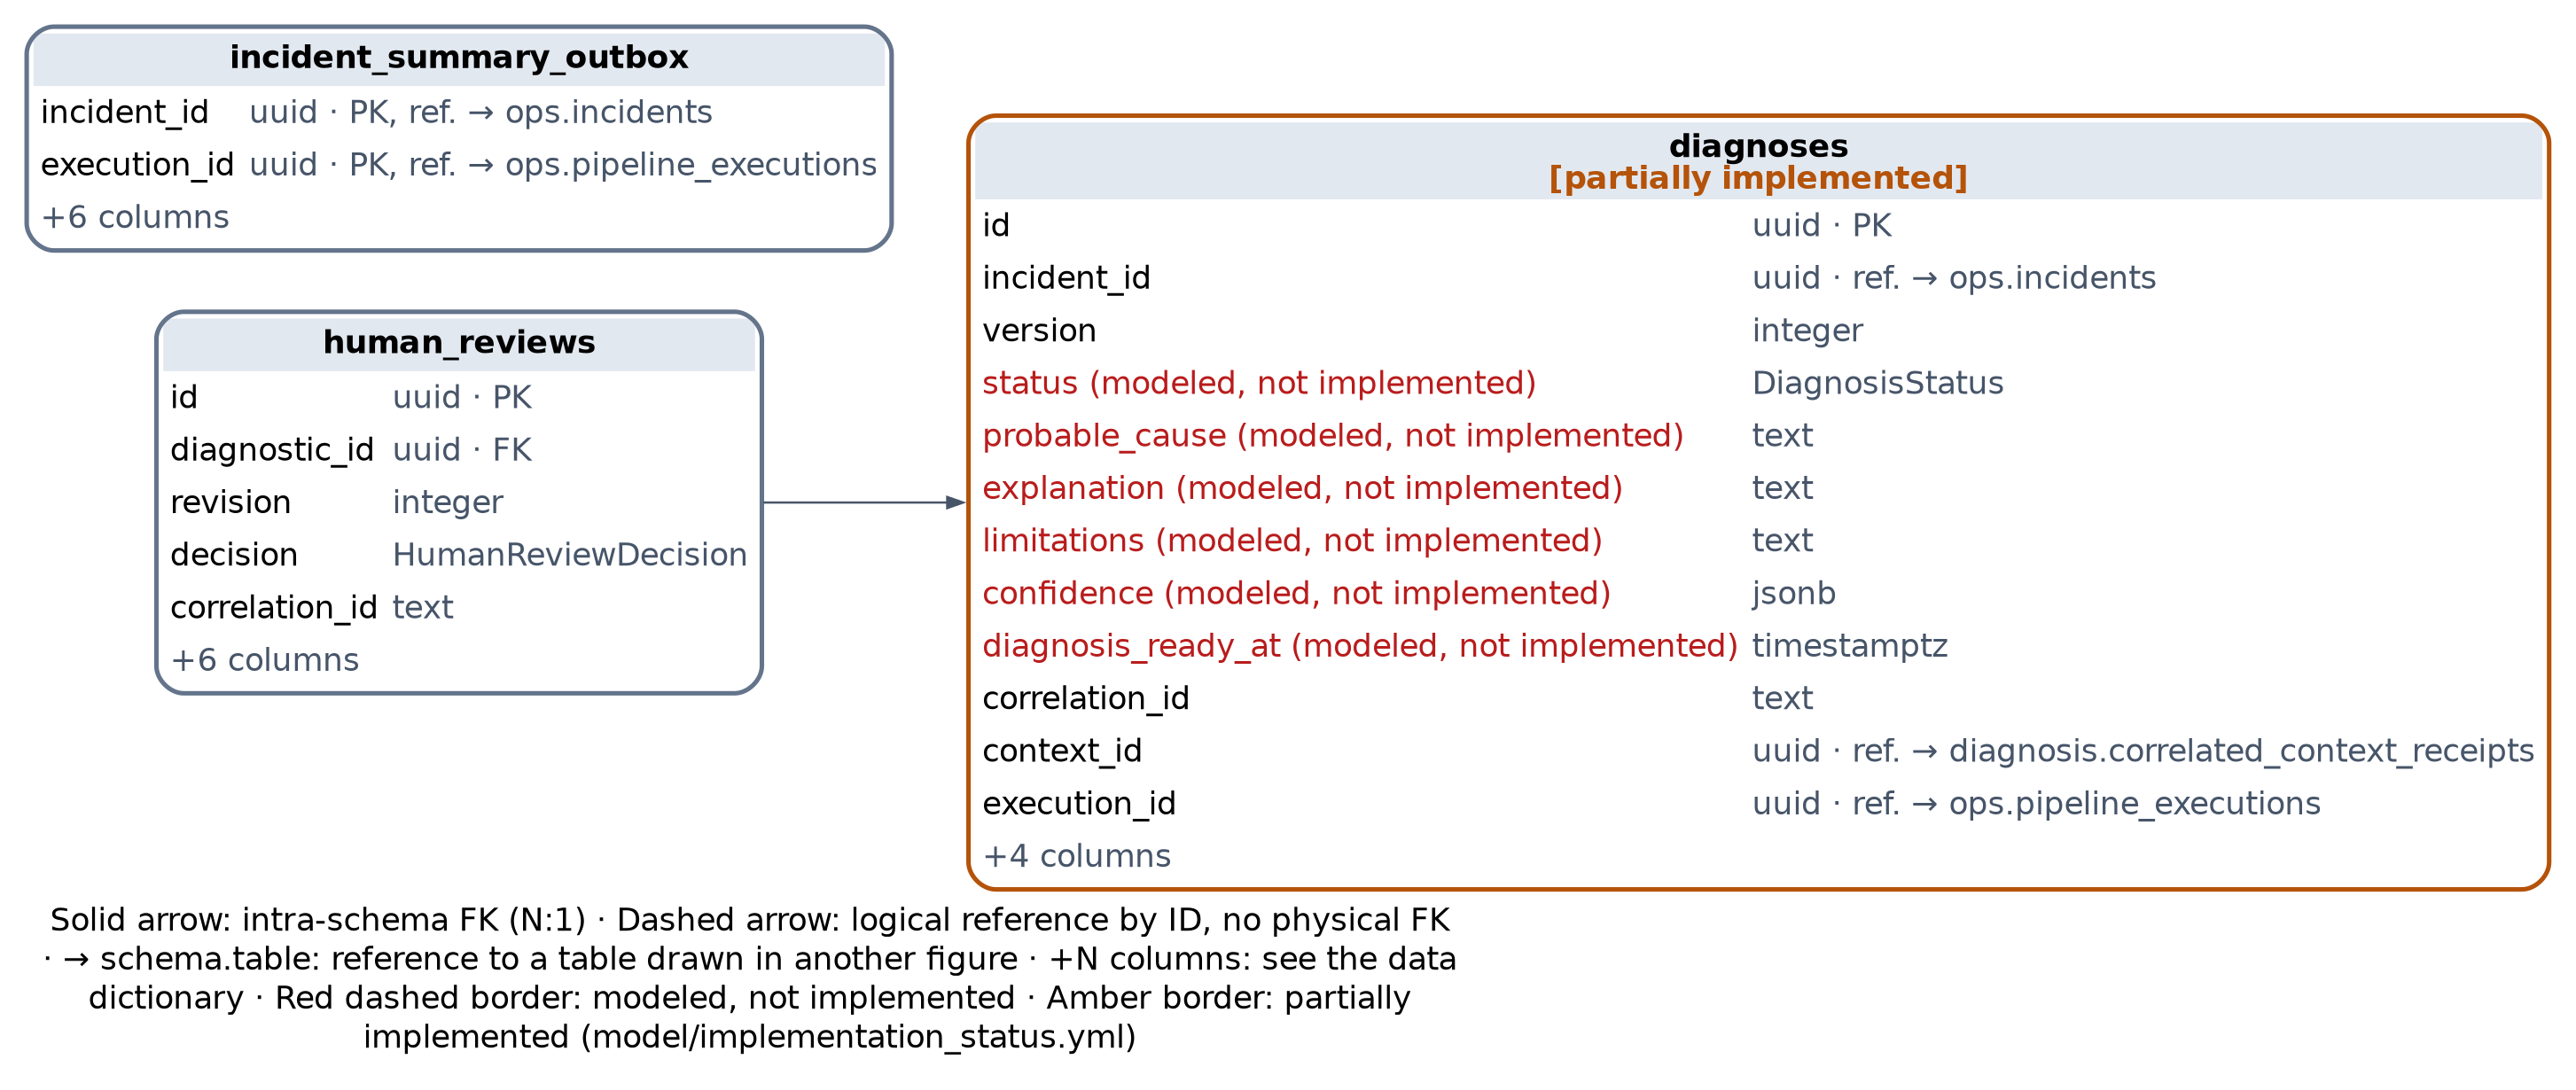 incident_summary_outbox
incident_id uuid · PK, ref. → ops.incidents
execution_id uuid · PK, ref. → ops.pipeline_executions
+6 columns
human_reviews
id uuid · PK
diagnostic_id uuid · FK
revision integer
decision HumanReviewDecision
correlation_id text
+6 columns
diagnoses
[partially implemented]
id uuid · PK
incident_id uuid · ref. → ops.incidents
version integer
status (modeled, not implemented) DiagnosisStatus
probable_cause (modeled, not implemented) text
explanation (modeled, not implemented) text
limitations (modeled, not implemented) text
confidence (modeled, not implemented) jsonb
diagnosis_ready_at (modeled, not implemented) timestamptz
correlation_id text
context_id uuid · ref. → diagnosis.correlated_context_receipts
execution_id uuid · ref. → ops.pipeline_executions
+4 columns
Solid arrow: intra-schema FK (N:1) · Dashed arrow: logical reference by ID, no physical FK
· → schema.table: reference to a table drawn in another figure · +N columns: see the data
dictionary · Red dashed border: modeled, not implemented · Amber border: partially
implemented (model/implementation_status.yml)